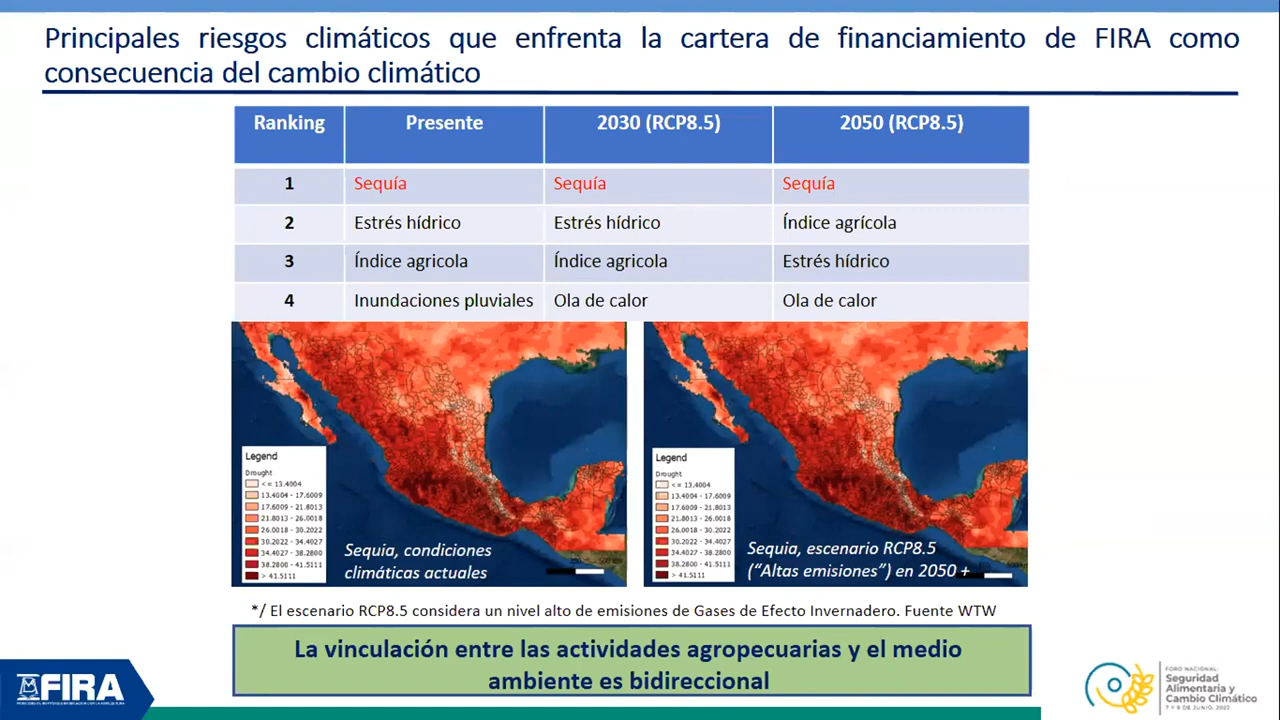 Principales riesgos climáticos que enfrenta la cartera de financiamiento de FIRA como
consecuencia del cambio climático
Ranking Presente 2030 (RCP8.5) 2050 (RCP8.5)
1 Sequía Sequía Sequía
2 Estrés hídrico Estrés hídrico Índice agrícola
3 Índice agricola Índice agricola Estrés hídrico
4 Inundaciones pluviales Ola de calor Ola de calor
Legend
Drought
<= 13.4004
13.4004 - 17.6009
17.6009 - 21.8013
21.8013 - 26.0018
26.0018 - 30.2022
30.2022 - 34.4027
34.4027 - 38.2800
38.2800 - 41.5111
> 41.5111
Sequia, condiciones
climáticas actuales
Legend
Drought
<= 13.4004
13.4004 - 17.6009
17.6009 - 21.8013
21.8013 - 26.0018
26.0018 - 30.2022
30.2022 - 34.4027
34.4027 - 38.2800
38.2800 - 41.5111
> 41.5111
Sequia, escenario RCP8.5
("Altas emisiones") en 2050 +
*/ El escenario RCP8.5 considera un nivel alto de emisiones de Gases de Efecto Invernadero. Fuente WTW
La vinculación entre las actividades agropecuarias y el medio
ambiente es bidireccional
FIRA
FORO NACIONAL:
Seguridad
Alimentaria y
Cambio Climático